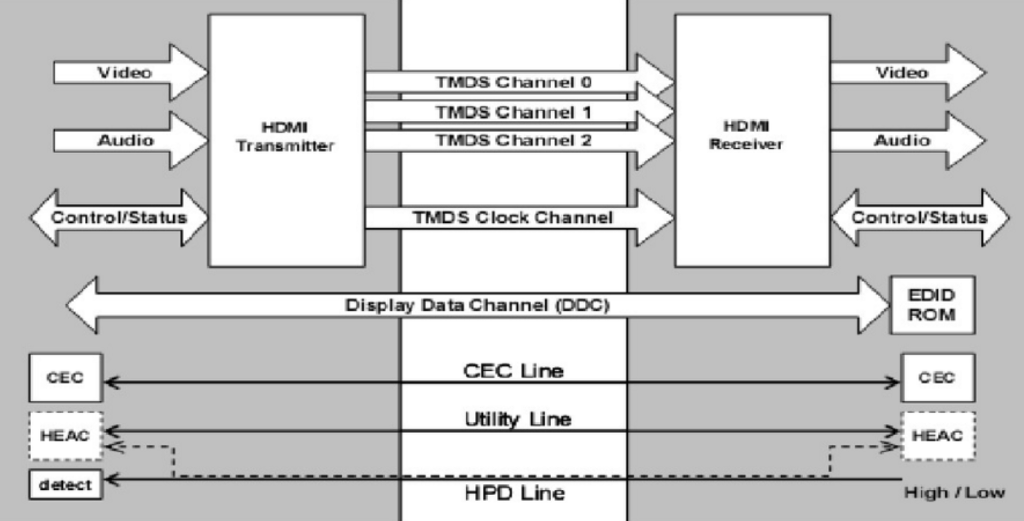 Video
Audio
Control/Status
HDMI
Transmitter
TMDS Channel 0
TMDS Channel 1
TMDS Channel 2
TMDS Clock Channel
HDMI
Receiver
Video
Audio
Control/Status
Display Data Channel (DDC)
EDID
ROM
CEC
CEC Line
CEC
HEAC
Utility Line
HEAC
detect
HPD Line
High / Low